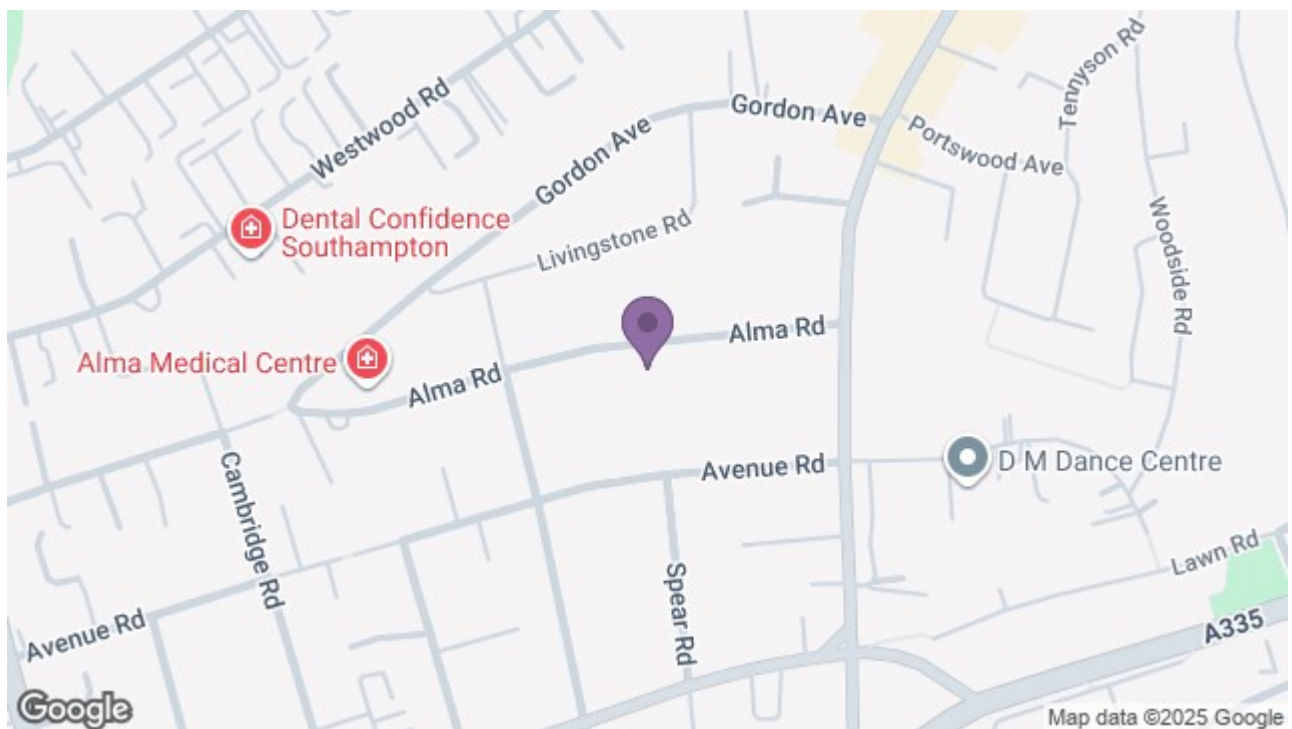 Westwood Rd
Gordon Ave
Gordon Ave
Tennyson Rd
Portswood Ave
Dental Confidence
Southampton
Livingstone Rd
Woodside Rd
Alma Rd
Alma Medical Centre
Alma Rd
Cambridge Rd
Avenue Rd
D M Dance Centre
Spear Rd
Lawn Rd
Avenue Rd
A335
Google
Map data ©2025 Google